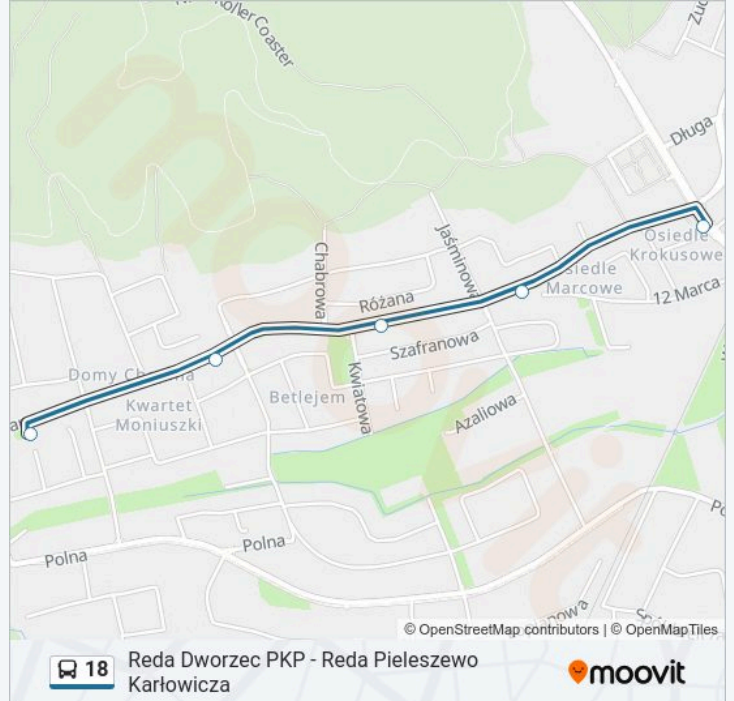 Roller Coaster
Długa
Jaśminowa
Chabrowa
Osiedle
Krokusowe
Marcowe
12 Marca
Różana
Szafranowa
Kwiatowa
Betlejem
Kwartet
Moniuszki
Azaliowa
Polna
Polna
© OpenStreetMap contributors | © OpenMapTiles
18
Reda Dworzec PKP - Reda Pieleszewo
Karłowicza
moovit